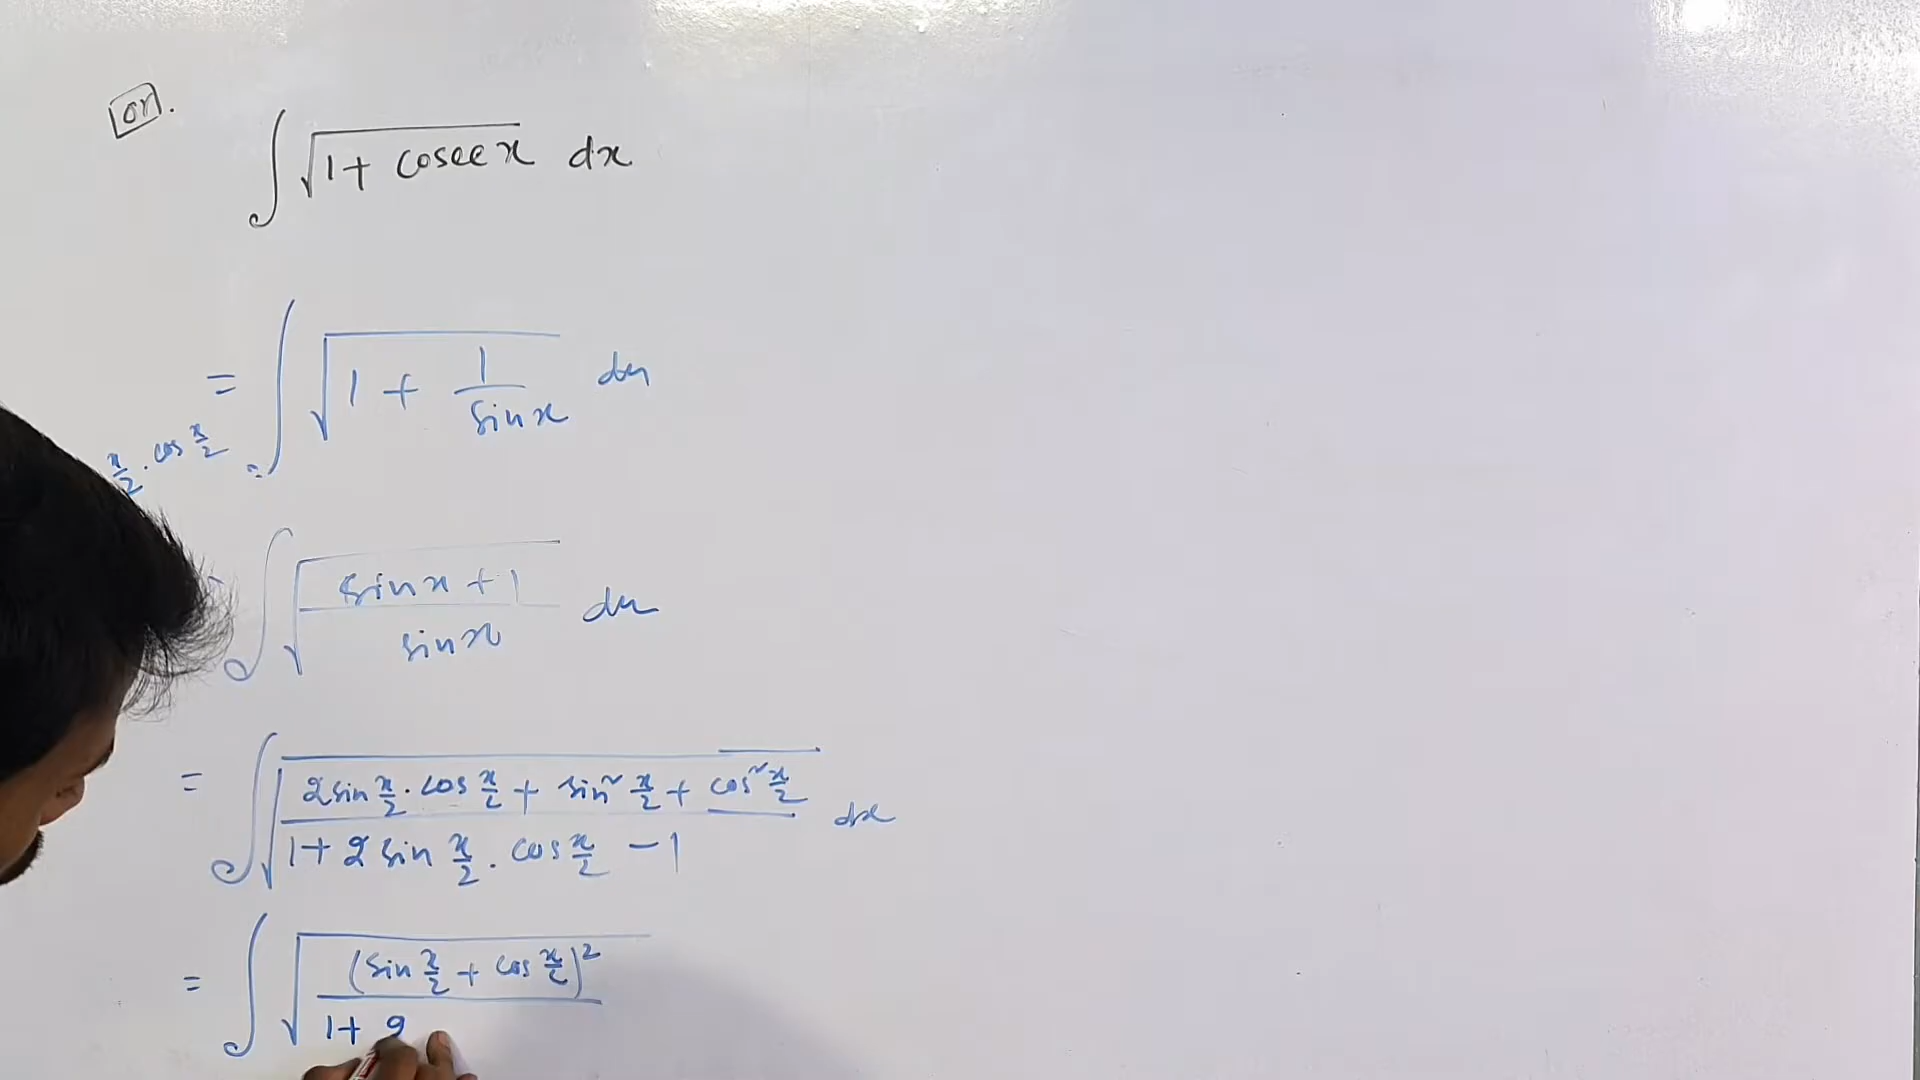 or.
∫ √(1 + cosec x) dx
= ∫ √(1 + 1/sin x) dx
x/2 . cos x/2
∫ √((sin x + 1)/(sin x)) dx
= ∫ √((2 sin x/2 . cos x/2 + sin² x/2 + cos² x/2)/(1 + 2 sin x/2 . cos x/2 − 1)) dx
= ∫ √((sin x/2 + cos x/2)²/(1 + 2